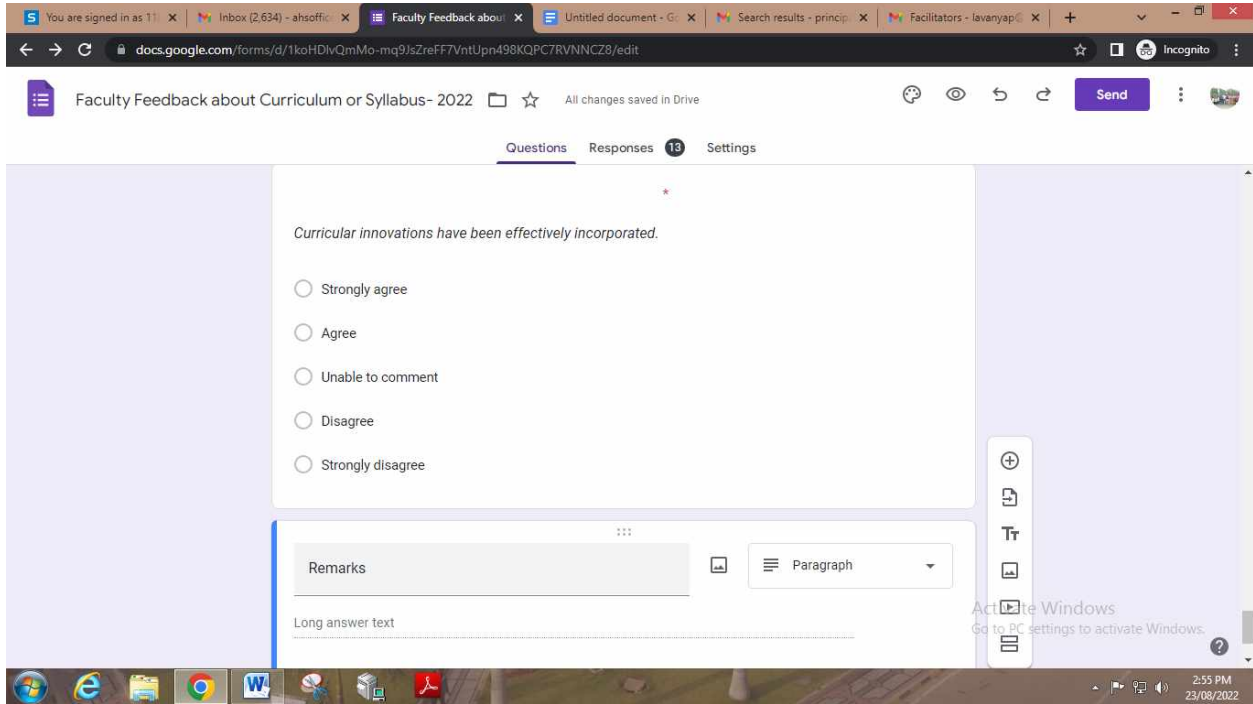 You are signed in as 11
Inbox (2,634) - ahsoffic
Faculty Feedback about
Untitled document - Go
Search results - princip
Facilitators - lavanyap
docs.google.com/forms/d/1koHDlvQmMo-mq9JsZreFF7VntUpn498KQPC7RVNNCZ8/edit
Incognito
Faculty Feedback about Curriculum or Syllabus- 2022
All changes saved in Drive
Send
Questions Responses 13 Settings
*
Curricular innovations have been effectively incorporated.
Strongly agree
Agree
Unable to comment
Disagree
Strongly disagree
Remarks
Paragraph
Long answer text
Activate Windows
Go to PC settings to activate Windows.
2:55 PM
23/08/2022